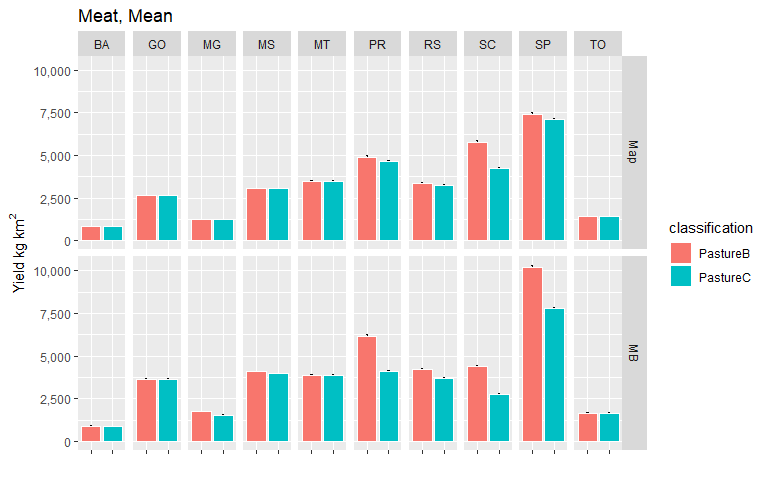 Meat, Mean
BA GO MG MS MT PR RS SC SP TO
10,000
7,500
5,000
2,500
0
Map
10,000
7,500
5,000
2,500
0
MB
Yield kg km²
classification
PastureB
PastureC